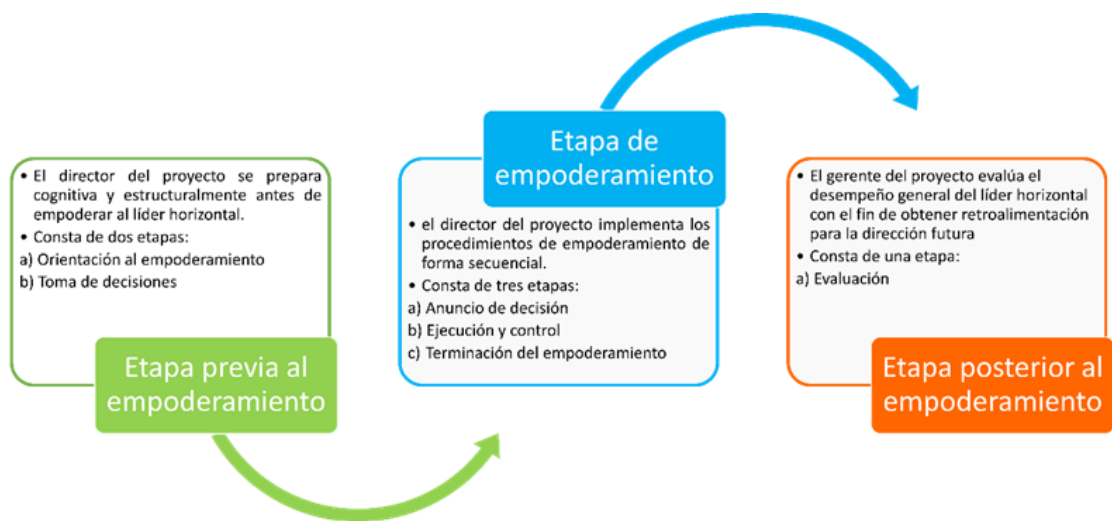 • El director del proyecto se prepara
cognitiva y estructuralmente antes de
empoderar al líder horizontal.
• Consta de dos etapas:
a) Orientación al empoderamiento
b) Toma de decisiones
Etapa previa al
empoderamiento
Etapa de
empoderamiento
• el director del proyecto implementa los
procedimientos de empoderamiento de
forma secuencial.
• Consta de tres etapas:
a) Anuncio de decisión
b) Ejecución y control
c) Terminación del empoderamiento
• El gerente del proyecto evalúa el
desempeño general del líder horizontal
con el fin de obtener retroalimentación
para la dirección futura
• Consta de una etapa:
a) Evaluación
Etapa posterior al
empoderamiento